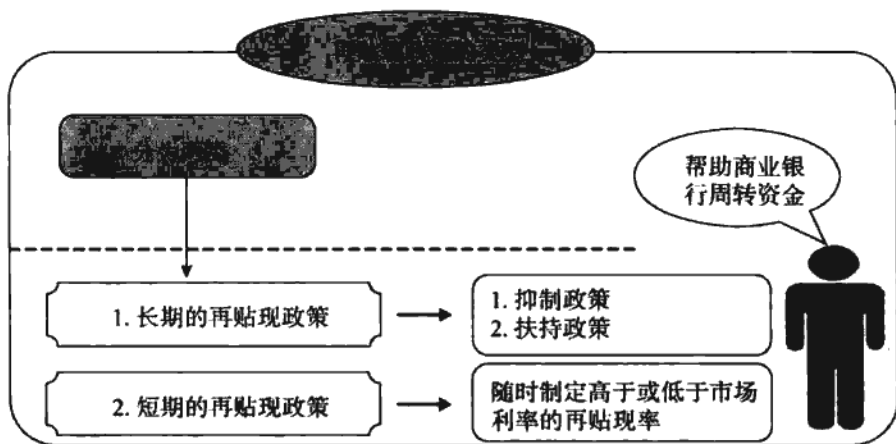 帮助商业银
行周转资金
1. 长期的再贴现政策
1. 抑制政策
2. 扶持政策
2. 短期的再贴现政策
随时制定高于或低于市场
利率的再贴现率